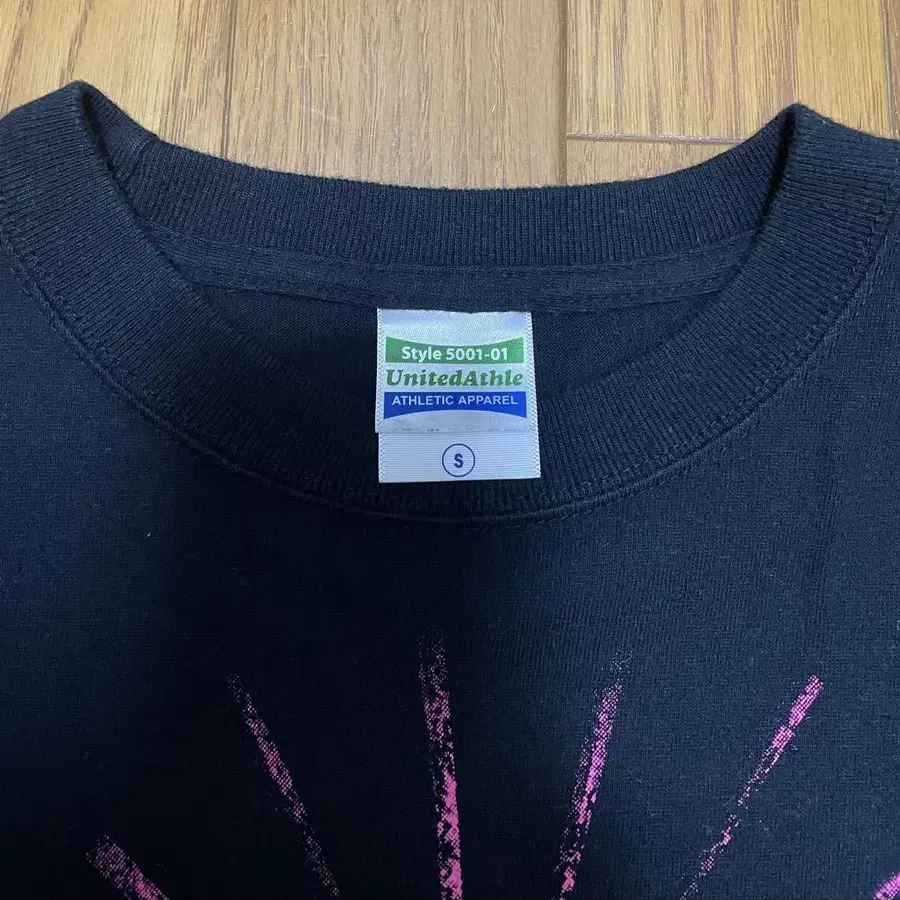 Style 5001-01
UnitedAthle
ATHLETIC APPAREL
S